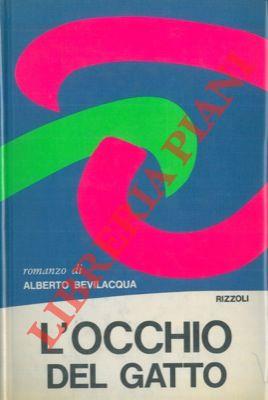 romanzo di
ALBERTO BEVILACQUA
RIZZOLI
L'OCCHIO
DEL GATTO
LIBRERIA PIANI